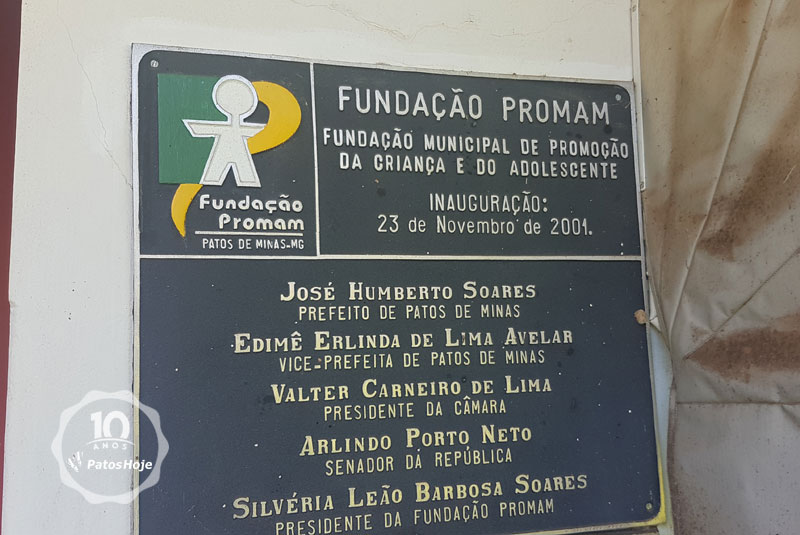 FUNDAÇÃO PROMAM
FUNDAÇÃO MUNICIPAL DE PROMOÇÃO
DA CRIANÇA E DO ADOLESCENTE
INAUGURAÇÃO:
23 de Novembro de 2001.
Fundação
Promam
PATOS DE MINAS-MG
JOSÉ HUMBERTO SOARES
PREFEITO DE PATOS DE MINAS
EDIMÊ ERLINDA DE LIMA AVELAR
VICE-PREFEITA DE PATOS DE MINAS
VALTER CARNEIRO DE LIMA
PRESIDENTE DA CÂMARA
ARLINDO PORTO NETO
SENADOR DA REPÚBLICA
SILVÉRIA LEÃO BARBOSA SOARES
PRESIDENTE DA FUNDAÇÃO PROMAM
10
ANOS
PatosHoje